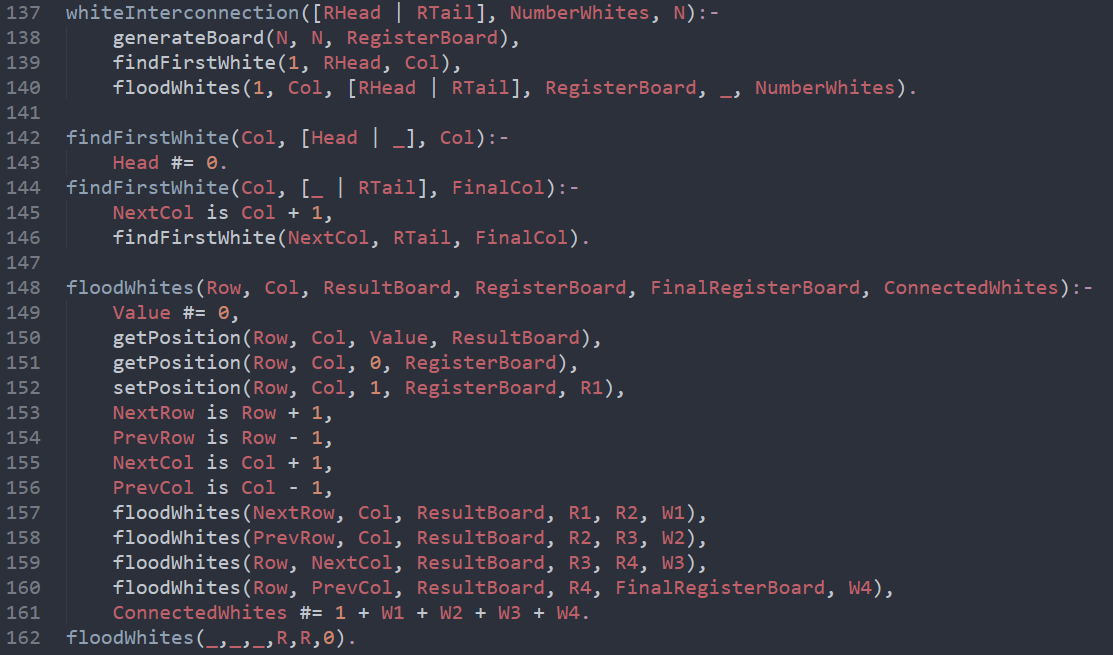 137 whiteInterconnection([RHead | RTail], NumberWhites, N):-
138     generateBoard(N, N, RegisterBoard),
139     findFirstWhite(1, RHead, Col),
140     floodWhites(1, Col, [RHead | RTail], RegisterBoard, _, NumberWhites).
141
142 findFirstWhite(Col, [Head | _], Col):-
143     Head #= 0.
144 findFirstWhite(Col, [_ | RTail], FinalCol):-
145     NextCol is Col + 1,
146     findFirstWhite(NextCol, RTail, FinalCol).
147
148 floodWhites(Row, Col, ResultBoard, RegisterBoard, FinalRegisterBoard, ConnectedWhites):-
149     Value #= 0,
150     getPosition(Row, Col, Value, ResultBoard),
151     getPosition(Row, Col, 0, RegisterBoard),
152     setPosition(Row, Col, 1, RegisterBoard, R1),
153     NextRow is Row + 1,
154     PrevRow is Row - 1,
155     NextCol is Col + 1,
156     PrevCol is Col - 1,
157     floodWhites(NextRow, Col, ResultBoard, R1, R2, W1),
158     floodWhites(PrevRow, Col, ResultBoard, R2, R3, W2),
159     floodWhites(Row, NextCol, ResultBoard, R3, R4, W3),
160     floodWhites(Row, PrevCol, ResultBoard, R4, FinalRegisterBoard, W4),
161     ConnectedWhites #= 1 + W1 + W2 + W3 + W4.
162 floodWhites(_,_,_,R,R,0).